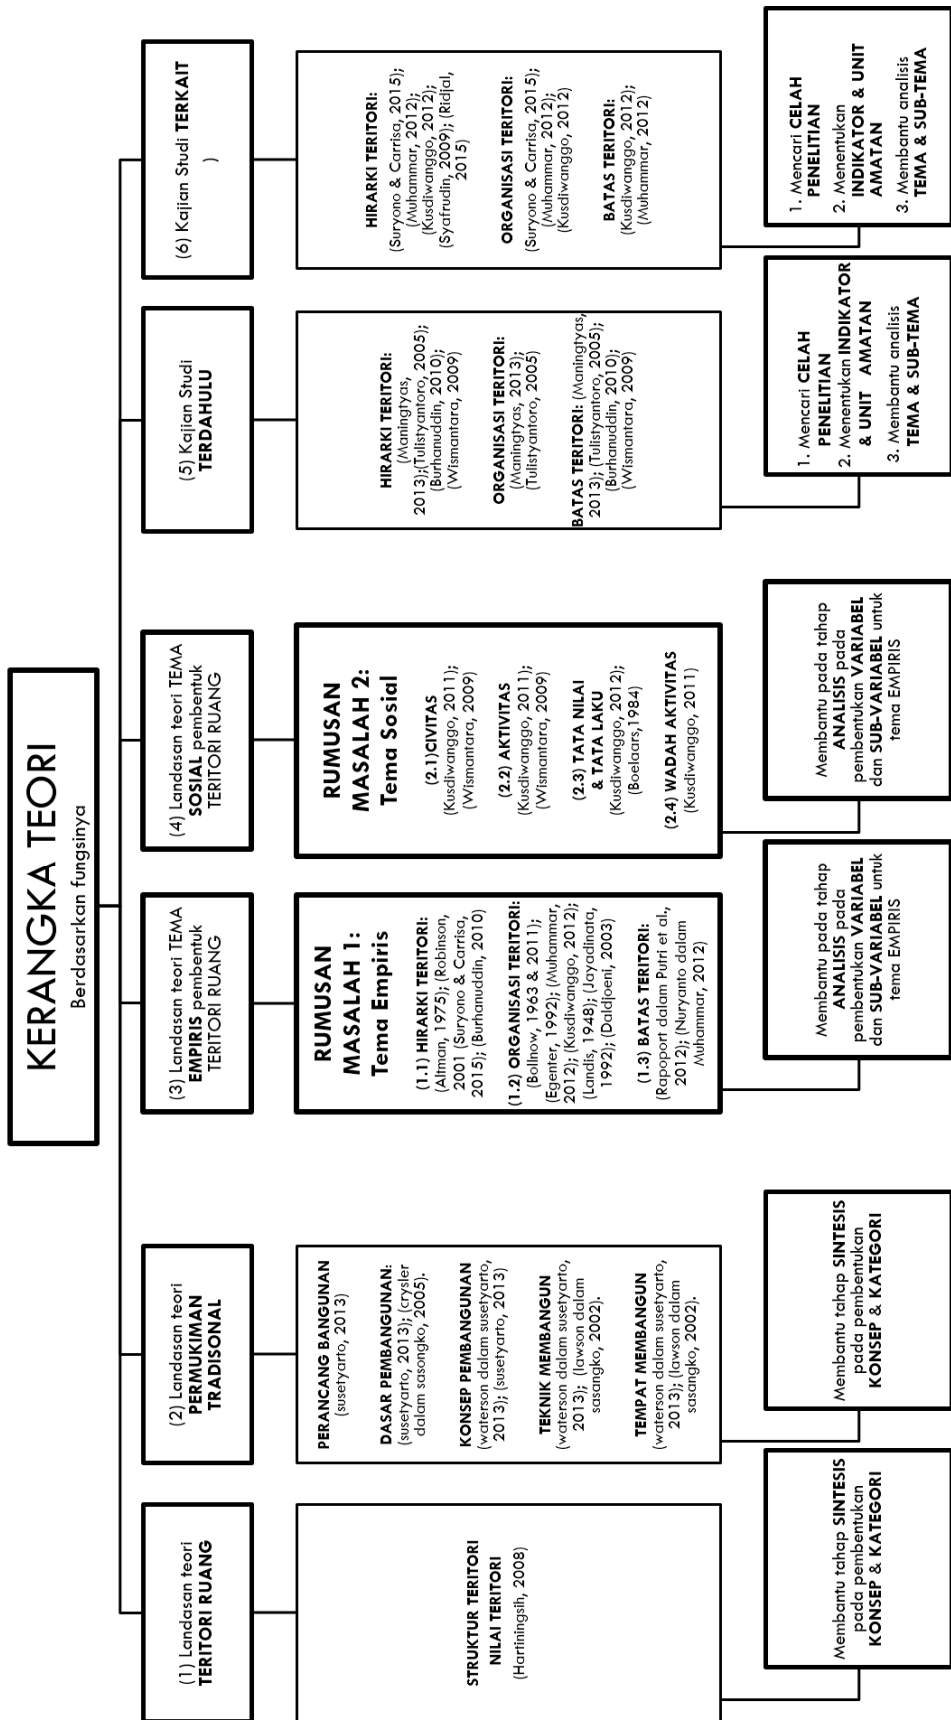 KERANGKA TEORI
Berdasarkan fungsinya
(1) Landasan teori
TERITORI RUANG
STRUKTUR TERITORI
NILAI TERITORI
(Hartiningsih, 2008)
Membantu tahap SINTESIS
pada pembentukan
KONSEP & KATEGORI
(2) Landasan teori
PERMUKIMAN
TRADISONAL
PERANCANG BANGUNAN
(susetyarto, 2013)
DASAR PEMBANGUNAN:
(susetyarto, 2013); (crysler
dalam sasongko, 2005).
KONSEP PEMBANGUNAN
(waterson dalam susetyarto,
2013); (susetyarto, 2013)
TEKNIK MEMBANGUN
(waterson dalam susetyarto,
2013); (lawson dalam
sasangko, 2002).
TEMPAT MEMBANGUN
(waterson dalam susetyarto,
2013); (lawson dalam
sasangko, 2002).
Membantu tahap SINTESIS
pada pembentukan
KONSEP & KATEGORI
(3) Landasan teori TEMA
EMPIRIS pembentuk
TERITORI RUANG
RUMUSAN
MASALAH 1:
Tema Empiris
(1.1) HIRARKI TERITORI:
(Altman, 1975); (Robinson,
2001 (Suryono & Carrisa,
2015); (Burhanuddin, 2010)
(1.2) ORGANISASI TERITORI:
(Bollnow, 1963 & 2011);
(Egenter, 1992); (Muhammar,
2012); (Kusdiwanggo, 2012);
(Landis, 1948); (Jayadinata,
1992); (Daldjoeni, 2003)
(1.3) BATAS TERITORI:
(Rapoport dalam Putri et al.,
2012); (Nuryanto dalam
Muhammar, 2012)
Membantu pada tahap
ANALISIS pada
pembentukan VARIABEL
dan SUB-VARIABEL untuk
tema EMPIRIS
(4) Landasan teori TEMA
SOSIAL pembentuk
TERITORI RUANG
RUMUSAN
MASALAH 2:
Tema Sosial
(2.1)CIVITAS
(Kusdiwanggo, 2011);
(Wismantara, 2009)
(2.2) AKTIVITAS
(Kusdiwanggo, 2011);
(Wismantara, 2009)
(2.3) TATA NILAI
& TATA LAKU
(Kusdiwanggo, 2012);
(Boelaars,1984)
(2.4) WADAH AKTIVITAS
(Kusdiwanggo, 2011)
Membantu pada tahap
ANALISIS pada
pembentukan VARIABEL
dan SUB-VARIABEL untuk
tema EMPIRIS
(5) Kajian Studi
TERDAHULU
HIRARKI TERITORI:
(Maningtyas,
2013);(Tulistyantoro, 2005);
(Burhanuddin, 2010);
(Wismantara, 2009)
ORGANISASI TERITORI:
(Maningtyas, 2013);
(Tulistyantoro, 2005)
BATAS TERITORI: (Maningtyas,
2013); (Tulistyantoro, 2005);
(Burhanuddin, 2010);
(Wismantara, 2009)
1. Mencari CELAH
PENELITIAN
2. Menentukan INDIKATOR
& UNIT AMATAN
3. Membantu analisis
TEMA & SUB-TEMA
(6) Kajian Studi TERKAIT
)
HIRARKI TERITORI:
(Suryono & Carrisa, 2015);
(Muhammar, 2012);
(Kusdiwanggo, 2012);
(Syafrudin, 2009); (Ridjal,
2015)
ORGANISASI TERITORI:
(Suryono & Carrisa, 2015);
(Muhammar, 2012);
(Kusdiwanggo, 2012)
BATAS TERITORI:
(Kusdiwanggo, 2012);
(Muhammar, 2012)
1. Mencari CELAH
PENELITIAN
2. Menentukan
INDIKATOR & UNIT
AMATAN
3. Membantu analisis
TEMA & SUB-TEMA